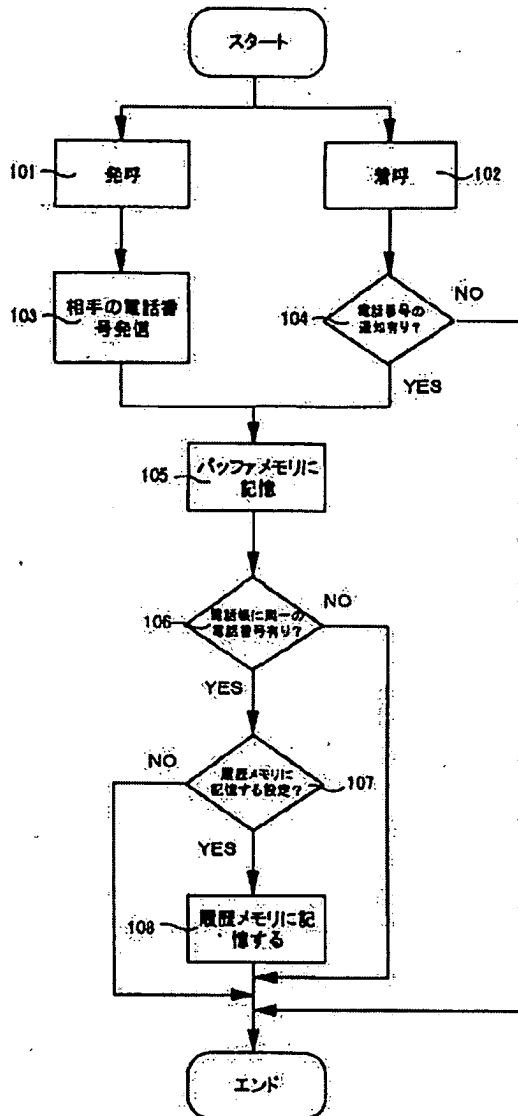 スタート
101
発呼
着呼
102
103
相手の電話番
号発信
104
電話番号の
通知有り?
NO
YES
105
バッファメモリに
記憶
106
電話帳に同一の
電話番号有り?
NO
YES
NO
履歴メモリに
記憶する設定?
107
YES
108
履歴メモリに記
憶する
エンド